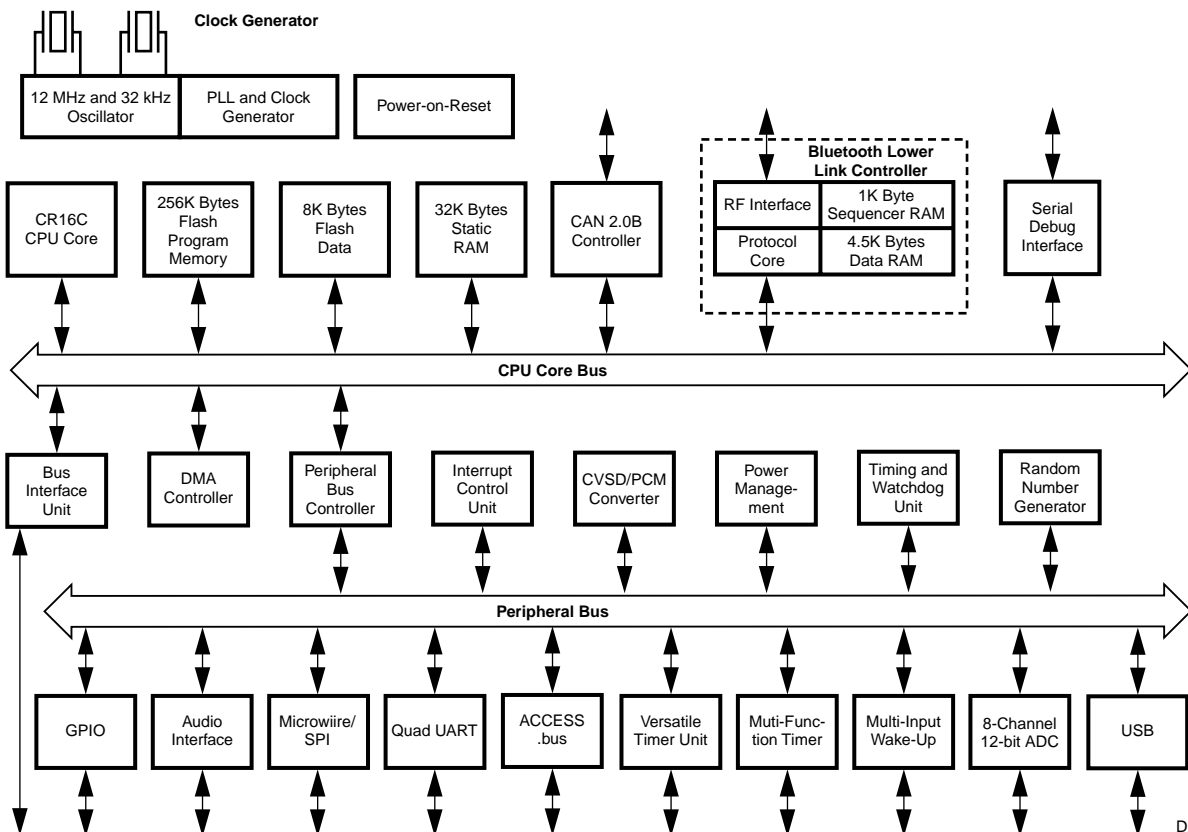 Clock Generator
12 MHz and 32 kHz
Oscillator
PLL and Clock
Generator
Power-on-Reset
Bluetooth Lower
Link Controller
CR16C
CPU Core
256K Bytes
Flash
Program
Memory
8K Bytes
Flash
Data
32K Bytes
Static
RAM
CAN 2.0B
Controller
RF Interface
1K Byte
Sequencer RAM
Protocol
Core
4.5K Bytes
Data RAM
Serial
Debug
Interface
CPU Core Bus
Bus
Interface
Unit
DMA
Controller
Peripheral
Bus
Controller
Interrupt
Control
Unit
CVSD/PCM
Converter
Power
Manage-
ment
Timing and
Watchdog
Unit
Random
Number
Generator
Peripheral Bus
GPIO
Audio
Interface
Microwiire/
SPI
Quad UART
ACCESS
.bus
Versatile
Timer Unit
Muti-Func-
tion Timer
Multi-Input
Wake-Up
8-Channel
12-bit ADC
USB
D